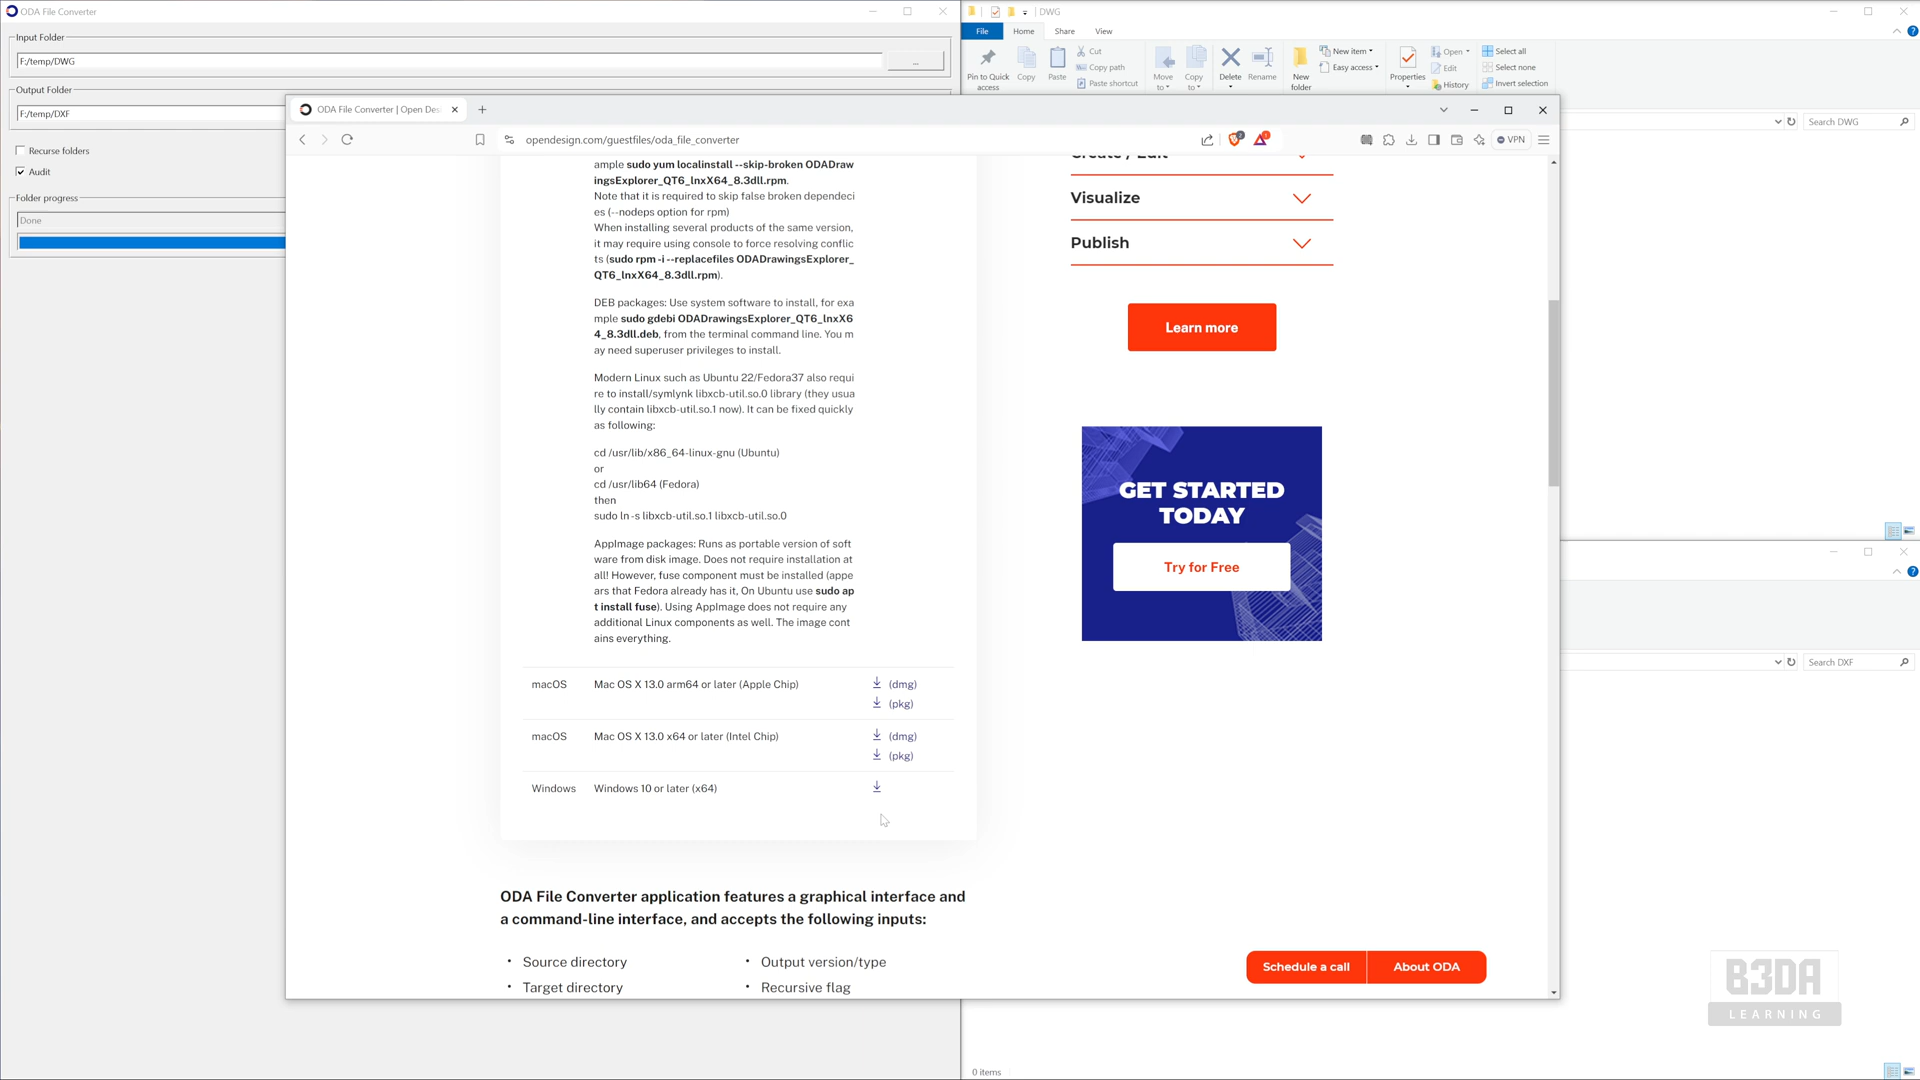 ODA File Converter
Input Folder
F:/temp/DWG
...
Output Folder
F:/temp/DXF
Recurse folders
Audit
Folder progress
Done
DWG
File
Home
Share
View
Pin to Quick access
Copy
Paste
Cut
Copy path
Paste shortcut
Move to
Copy to
Delete
Rename
New folder
New item
Easy access
Properties
Open
Edit
History
Select all
Select none
Invert selection
Search DWG
ODA File Converter | Open Des
opendesign.com/guestfiles/oda_file_converter
VPN
ample sudo yum localinstall --skip-broken ODADraw
ingsExplorer_QT6_lnxX64_8.3dll.rpm.
Note that it is required to skip false broken dependeci
es (--nodeps option for rpm)
When installing several products of the same version,
it may require using console to force resolving conflic
ts (sudo rpm -i --replacefiles ODADrawingsExplorer_
QT6_lnxX64_8.3dll.rpm).
DEB packages: Use system software to install, for exa
mple sudo gdebi ODADrawingsExplorer_QT6_lnxX6
4_8.3dll.deb, from the terminal command line. You m
ay need superuser privileges to install.
Modern Linux such as Ubuntu 22/Fedora37 also requi
re to install/symlynk libxcb-util.so.0 library (they usua
lly contain libxcb-util.so.1 now). It can be fixed quickly
as following:
cd /usr/lib/x86_64-linux-gnu (Ubuntu)
or
cd /usr/lib64 (Fedora)
then
sudo ln -s libxcb-util.so.1 libxcb-util.so.0
AppImage packages: Runs as portable version of soft
ware from disk image. Does not require installation at
all! However, fuse component must be installed (appe
ars that Fedora already has it, On Ubuntu use sudo ap
t install fuse). Using AppImage does not require any
additional Linux components as well. The image cont
ains everything.
macOS Mac OS X 13.0 arm64 or later (Apple Chip) (dmg)
(pkg)
macOS Mac OS X 13.0 x64 or later (Intel Chip) (dmg)
(pkg)
Windows Windows 10 or later (x64)
ODA File Converter application features a graphical interface and
a command-line interface, and accepts the following inputs:
• Source directory
• Target directory
• Output version/type
• Recursive flag
Create / Edit
Visualize
Publish
Learn more
GET STARTED
TODAY
Try for Free
Schedule a call
About ODA
Search DXF
0 items
B3DA
LEARNING